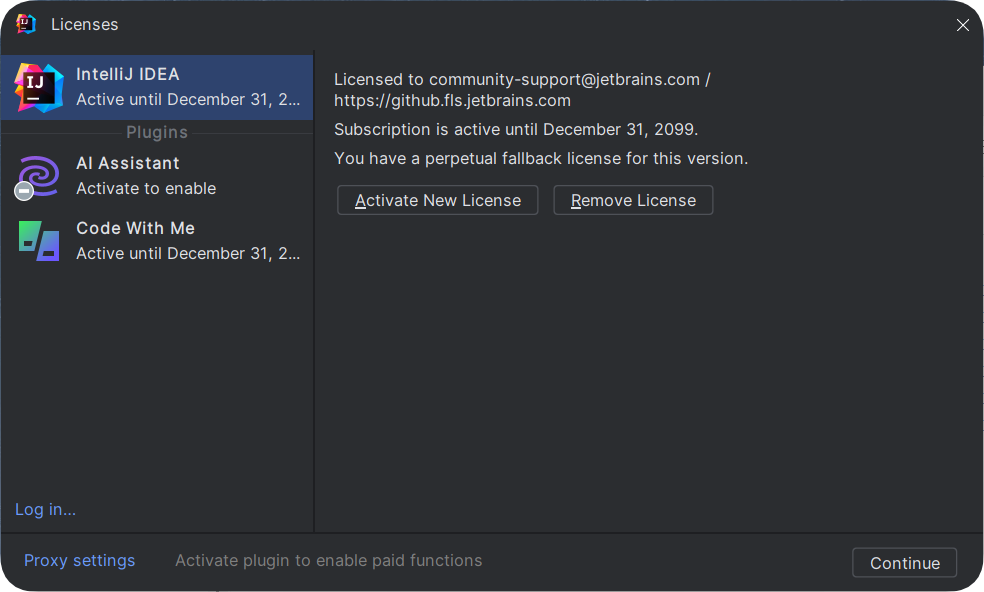 Licenses
IJ
IntelliJ IDEA
Active until December 31, 2...
Plugins
AI Assistant
Activate to enable
Code With Me
Active until December 31, 2...
Log in...
Licensed to community-support@jetbrains.com /
https://github.fls.jetbrains.com
Subscription is active until December 31, 2099.
You have a perpetual fallback license for this version.
Activate New License
Remove License
Proxy settings
Activate plugin to enable paid functions
Continue